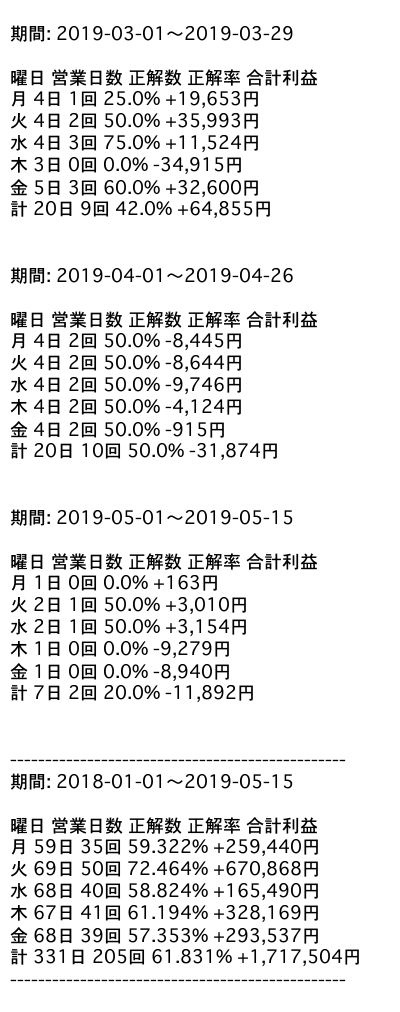 期間: 2019-03-01～2019-03-29
曜日 営業日数 正解数 正解率 合計利益
月 4日 1回 25.0% +19,653円
火 4日 2回 50.0% +35,993円
水 4日 3回 75.0% +11,524円
木 3日 0回 0.0% -34,915円
金 5日 3回 60.0% +32,600円
計 20日 9回 42.0% +64,855円
期間: 2019-04-01～2019-04-26
曜日 営業日数 正解数 正解率 合計利益
月 4日 2回 50.0% -8,445円
火 4日 2回 50.0% -8,644円
水 4日 2回 50.0% -9,746円
木 4日 2回 50.0% -4,124円
金 4日 2回 50.0% -915円
計 20日 10回 50.0% -31,874円
期間: 2019-05-01～2019-05-15
曜日 営業日数 正解数 正解率 合計利益
月 1日 0回 0.0% +163円
火 2日 1回 50.0% +3,010円
水 2日 1回 50.0% +3,154円
木 1日 0回 0.0% -9,279円
金 1日 0回 0.0% -8,940円
計 7日 2回 20.0% -11,892円
------------------------------------------------
期間: 2018-01-01～2019-05-15
曜日 営業日数 正解数 正解率 合計利益
月 59日 35回 59.322% +259,440円
火 69日 50回 72.464% +670,868円
水 68日 40回 58.824% +165,490円
木 67日 41回 61.194% +328,169円
金 68日 39回 57.353% +293,537円
計 331日 205回 61.831% +1,717,504円
------------------------------------------------